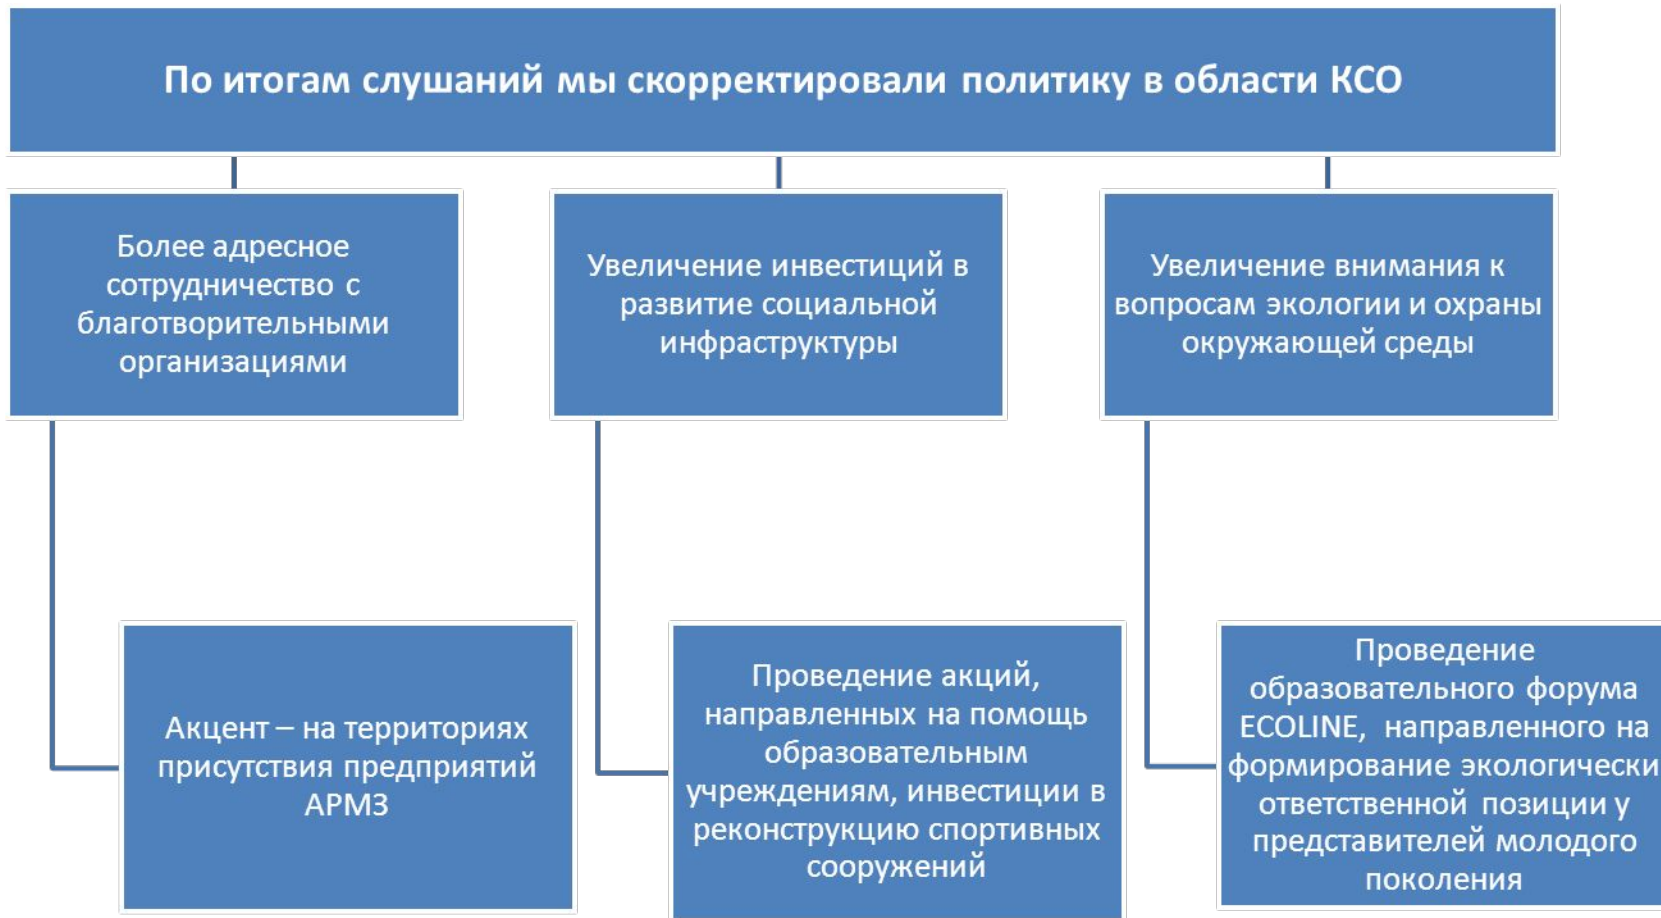 По итогам слушаний мы скорректировали политику в области КСО
Более адресное
сотрудничество с
благотворительными
организациями
Увеличение инвестиций в
развитие социальной
инфраструктуры
Увеличение внимания к
вопросам экологии и охраны
окружающей среды
Акцент – на территориях
присутствия предприятий
АРМЗ
Проведение акций,
направленных на помощь
образовательным
учреждениям, инвестиции в
реконструкцию спортивных
сооружений
Проведение
образовательного форума
ECOLINE, направленного на
формирование экологически
ответственной позиции у
представителей молодого
поколения